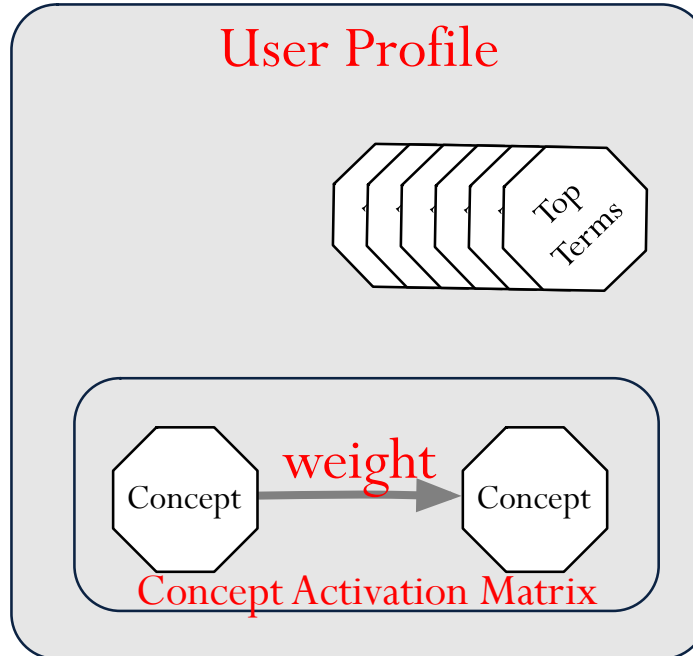 User Profile
Top
Terms
weight
Concept
Concept
Concept Activation Matrix